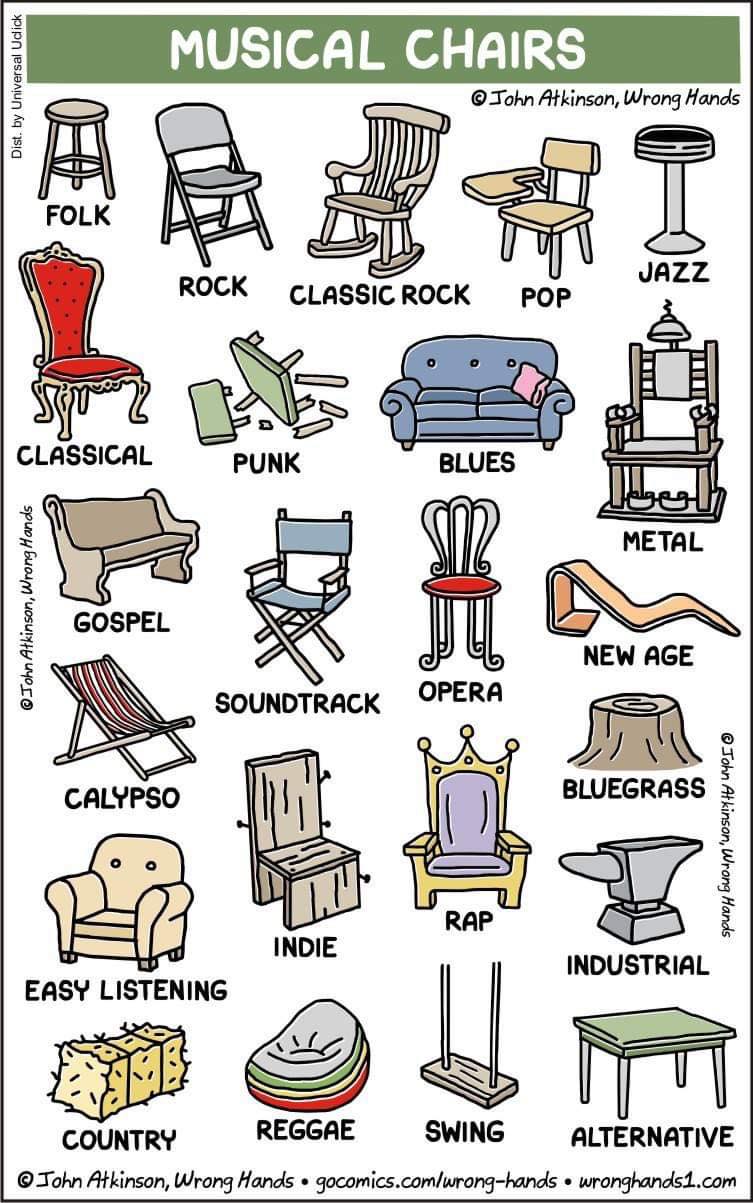 MUSICAL CHAIRS
Dist. by Universal Uclick
© John Atkinson, Wrong Hands
FOLK
ROCK
CLASSIC ROCK
POP
JAZZ
CLASSICAL
PUNK
BLUES
METAL
© John Atkinson, Wrong Hands
GOSPEL
SOUNDTRACK
OPERA
NEW AGE
CALYPSO
INDIE
RAP
BLUEGRASS
© John Atkinson, Wrong Hands
EASY LISTENING
INDUSTRIAL
COUNTRY
REGGAE
SWING
ALTERNATIVE
© John Atkinson, Wrong Hands • gocomics.com/wrong-hands • wronghands1.com